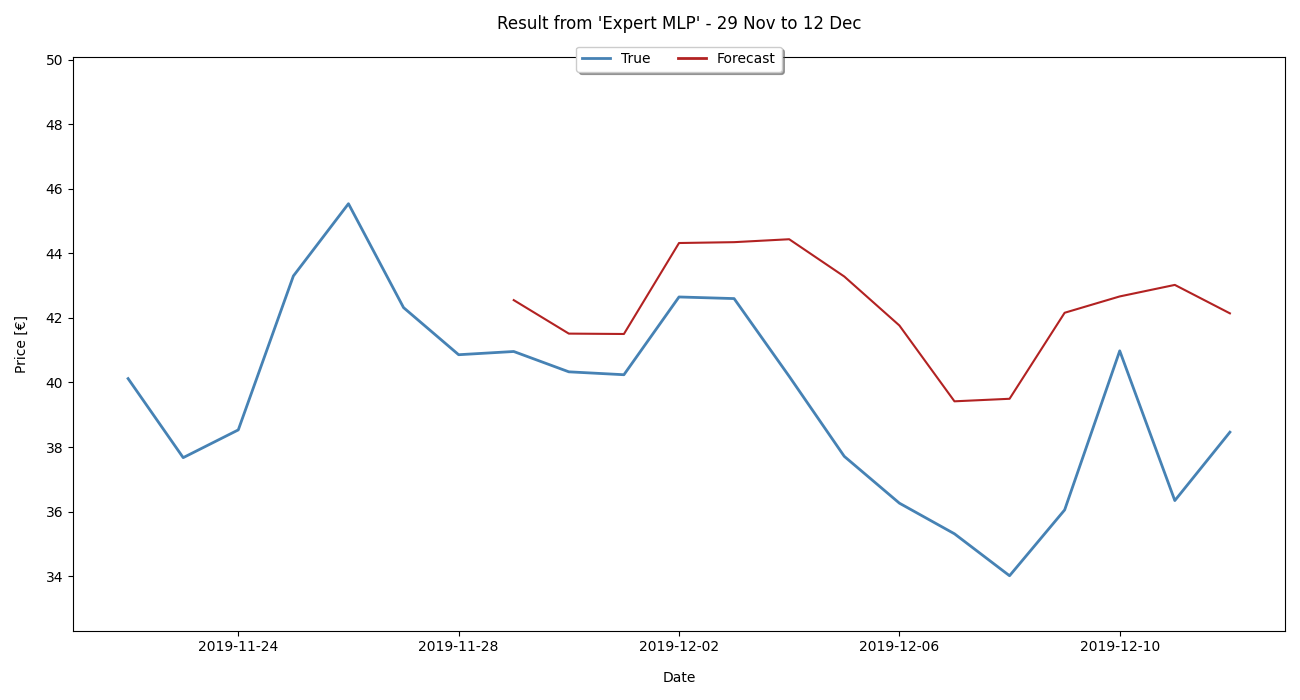 Result from 'Expert MLP' - 29 Nov to 12 Dec
True Forecast
50
48
46
44
42
40
38
36
34
Price [€]
2019-11-24 2019-11-28 2019-12-02 2019-12-06 2019-12-10
Date